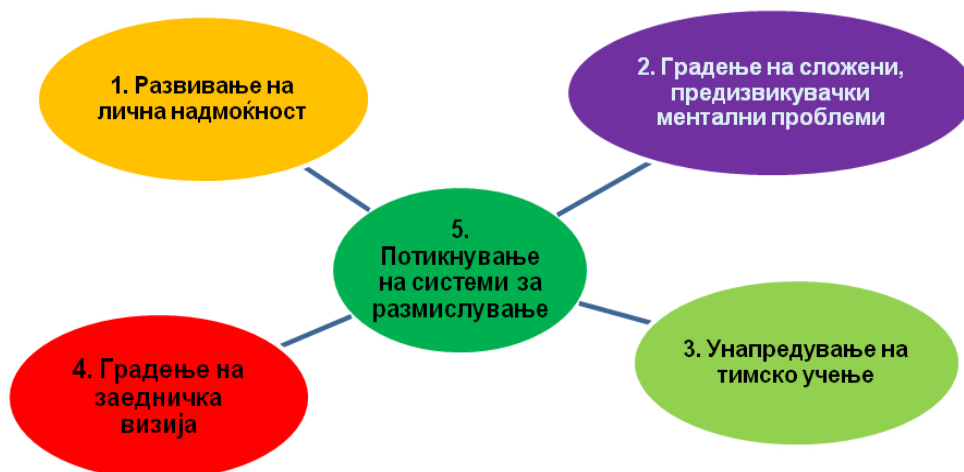 1. Развивање на
лична надмоќност
2. Градење на сложени,
предизвикувачки
ментални проблеми
5.
Потикнување
на системи за
размислување
4. Градење на
заедничка
визија
3. Унапредување на
тимско учење